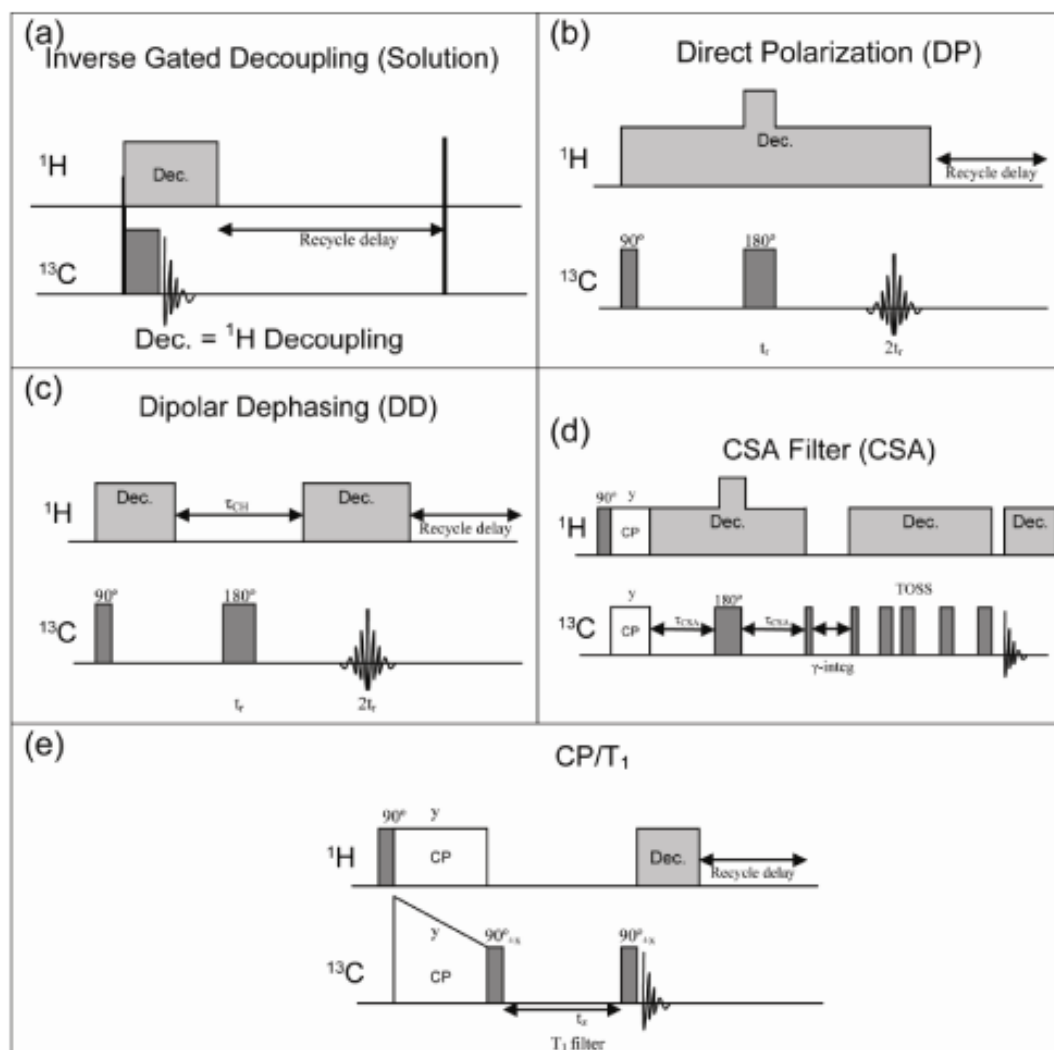 (a)
Inverse Gated Decoupling (Solution)
¹H
Dec.
Recycle delay
¹³C
Dec. = ¹H Decoupling
(b)
Direct Polarization (DP)
¹H
Dec.
Recycle delay
90° 180°
¹³C
tᵣ 2tᵣ
(c)
Dipolar Dephasing (DD)
¹H
Dec. τCH Dec.
Recycle delay
90° 180°
¹³C
tᵣ 2tᵣ
(d)
CSA Filter (CSA)
90° y
¹H
CP Dec. Dec. Dec.
y 180° TOSS
¹³C
CP τCSA τCSA
γ-integ
(e)
CP/T₁
90° y
¹H
CP Dec.
Recycle delay
y 90°±x 90°±x
¹³C
CP
tz
T₁ filter